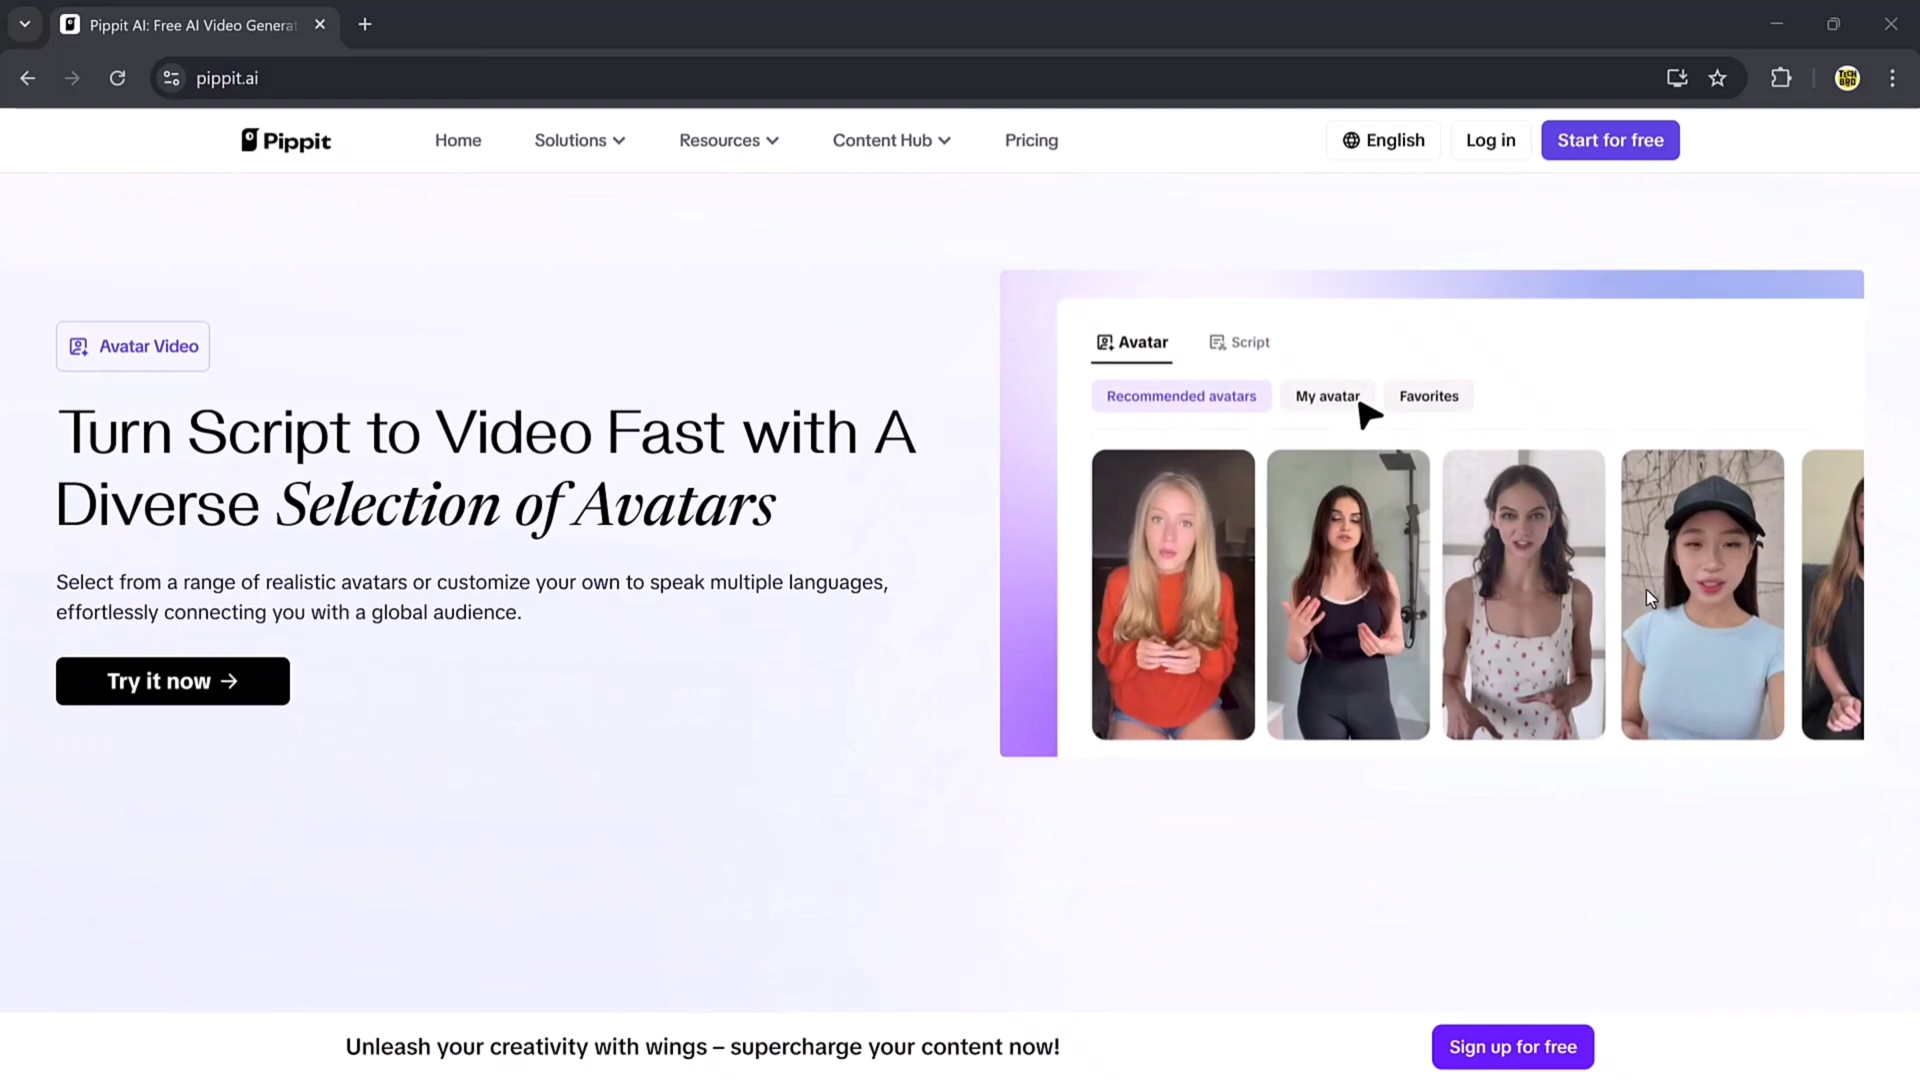 Pippit AI: Free AI Video Genera
pippit.ai
TECH BRO
Pippit
Home
Solutions
Resources
Content Hub
Pricing
English
Log in
Start for free
Avatar Video
Turn Script to Video Fast with A
Diverse Selection of Avatars
Select from a range of realistic avatars or customize your own to speak multiple languages,
effortlessly connecting you with a global audience.
Try it now →
Avatar
Script
Recommended avatars
My avatar
Favorites
Unleash your creativity with wings – supercharge your content now!
Sign up for free